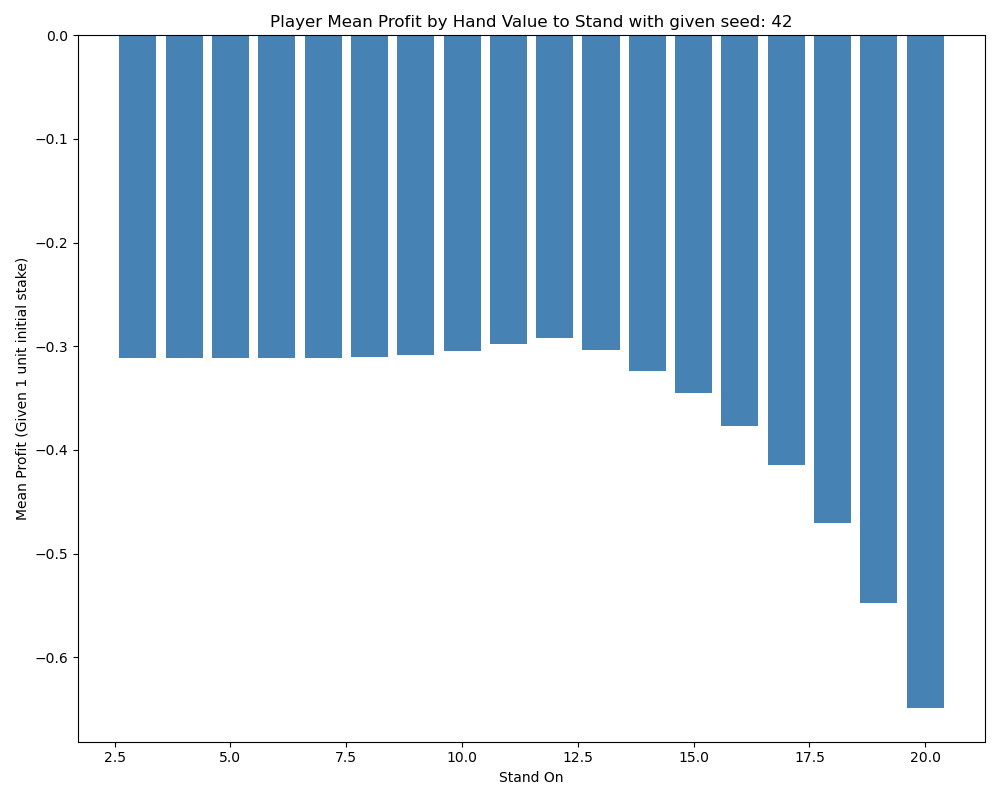 Player Mean Profit by Hand Value to Stand with given seed: 42
0.0
−0.1
−0.2
−0.3
−0.4
−0.5
−0.6
Mean Profit (Given 1 unit initial stake)
2.5 5.0 7.5 10.0 12.5 15.0 17.5 20.0
Stand On